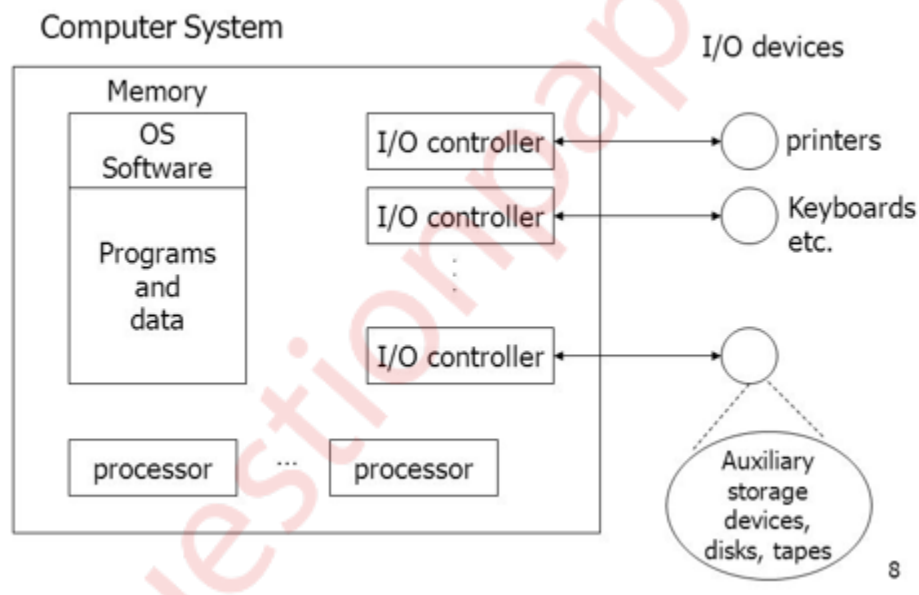 Computer System
I/O devices
Memory
OS
Software
Programs
and
data
I/O controller
I/O controller
.
.
.
I/O controller
printers
Keyboards
etc.
processor ... processor
Auxiliary
storage
devices,
disks, tapes
8
estionpap